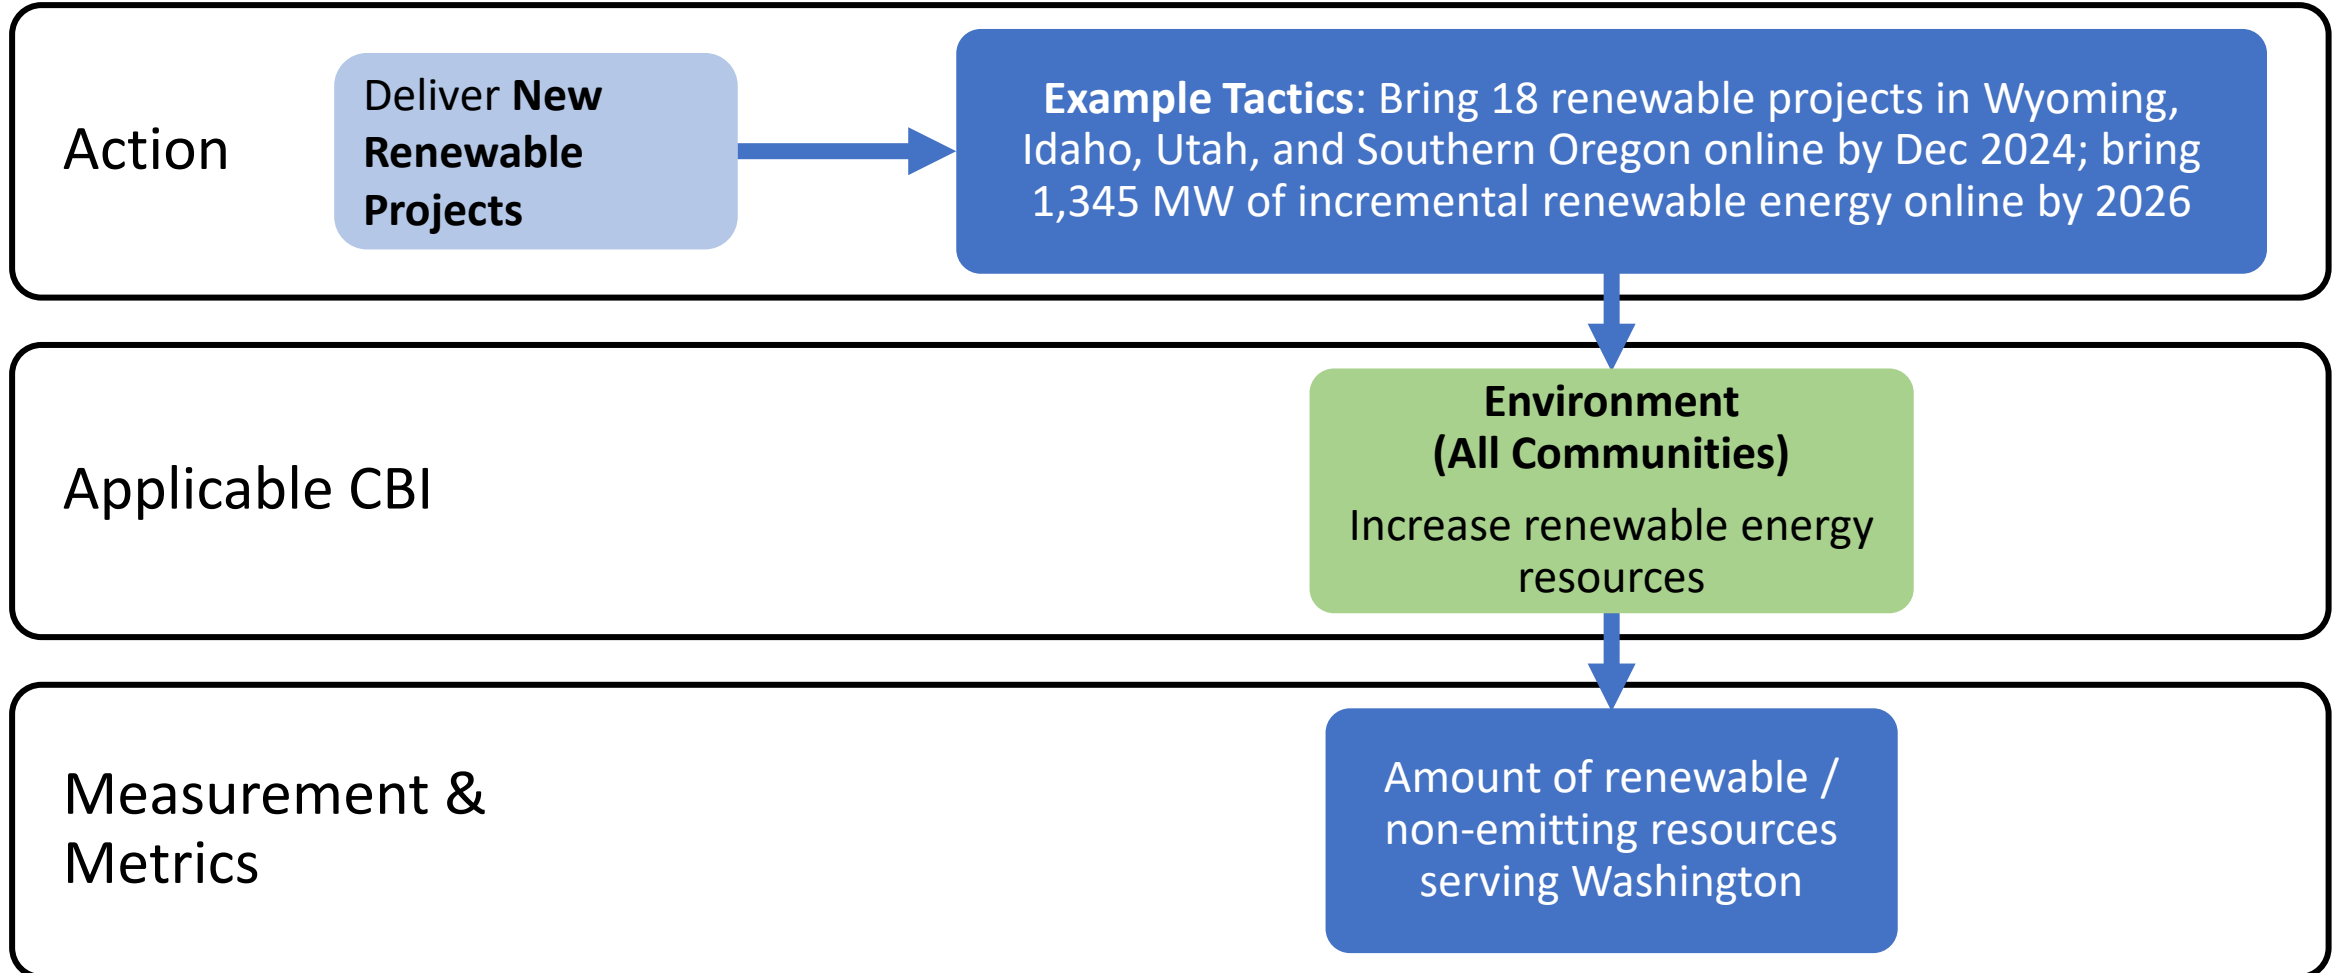 Action
Deliver New
Renewable
Projects
Example Tactics: Bring 18 renewable projects in Wyoming,
Idaho, Utah, and Southern Oregon online by Dec 2024; bring
1,345 MW of incremental renewable energy online by 2026
Applicable CBI
Environment
(All Communities)
Increase renewable energy
resources
Measurement &
Metrics
Amount of renewable /
non-emitting resources
serving Washington